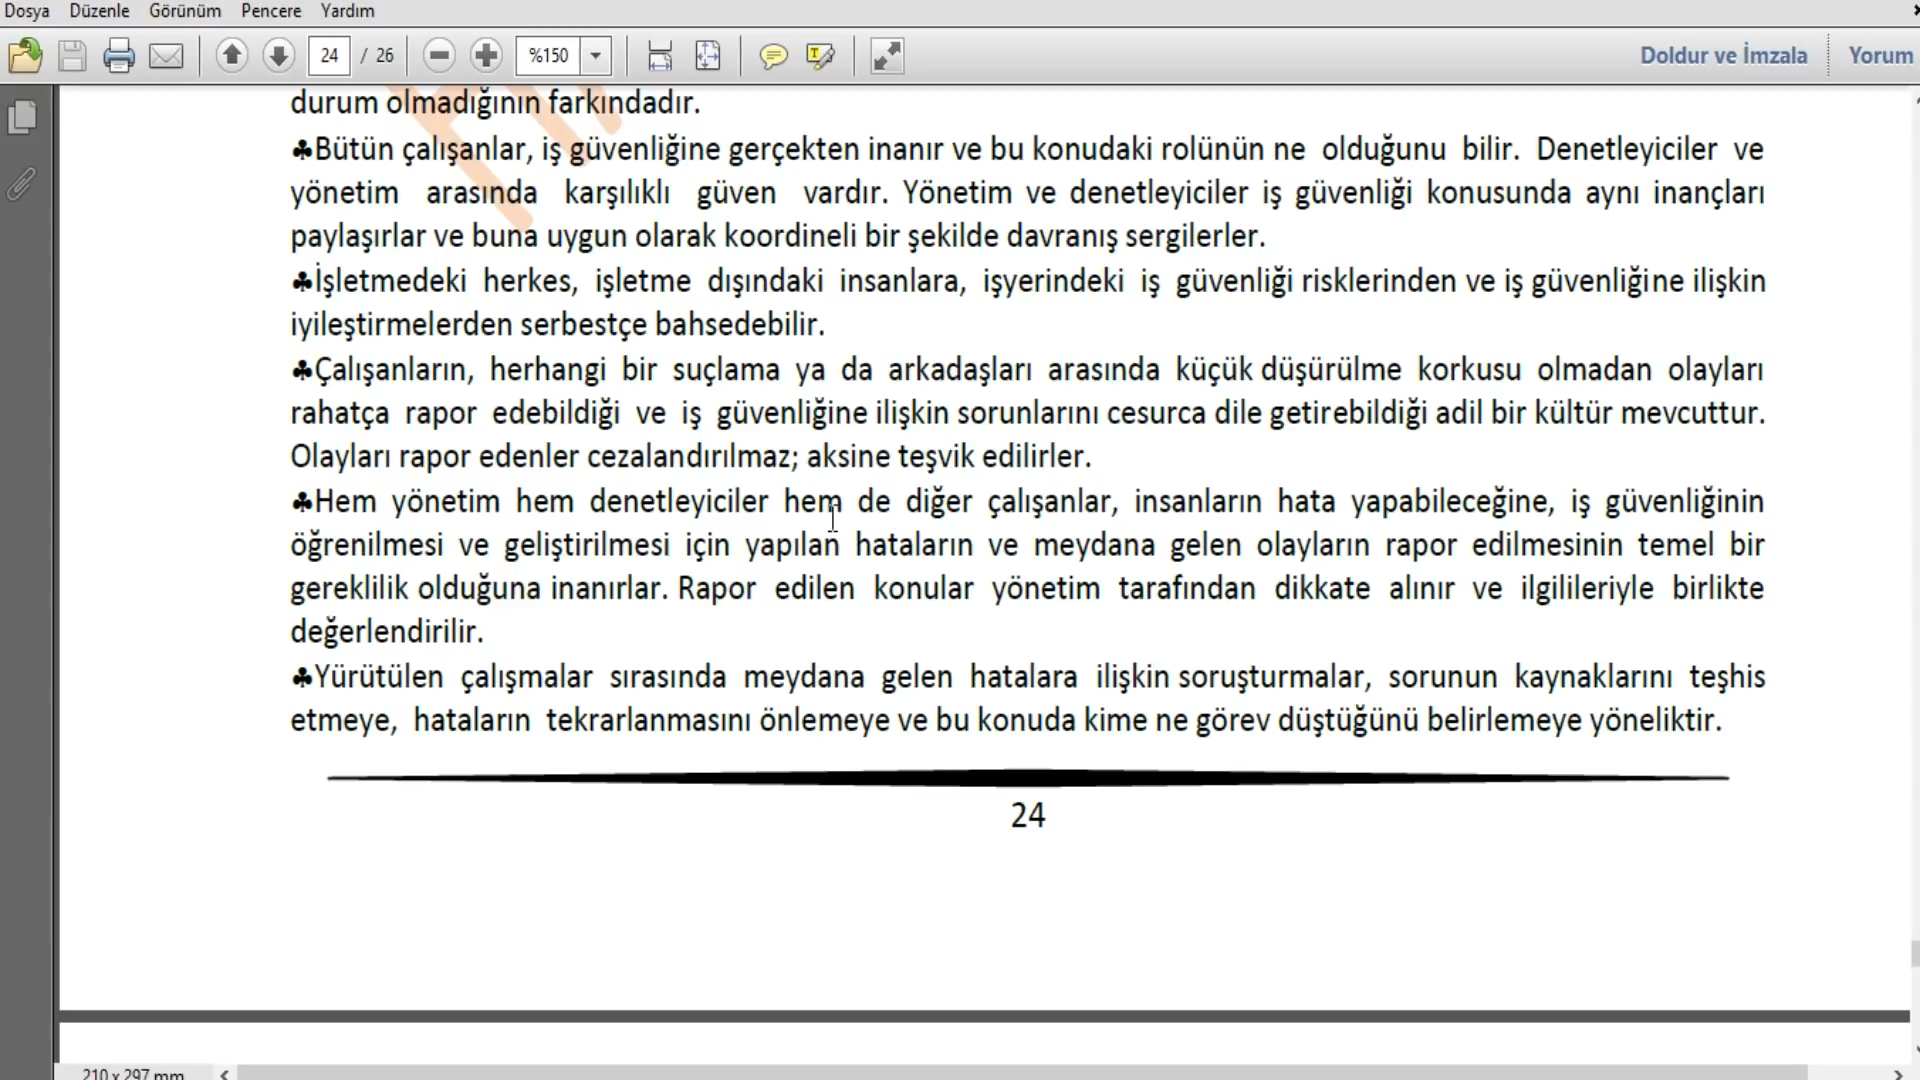 Dosya Düzenle Görünüm Pencere Yardım
24 / 26 %150 Doldur ve İmzala Yorum
durum olmadığının farkındadır.
♣Bütün çalışanlar, iş güvenliğine gerçekten inanır ve bu konudaki rolünün ne olduğunu bilir. Denetleyiciler ve
yönetim arasında karşılıklı güven vardır. Yönetim ve denetleyiciler iş güvenliği konusunda aynı inançları
paylaşırlar ve buna uygun olarak koordineli bir şekilde davranış sergilerler.
♣İşletmedeki herkes, işletme dışındaki insanlara, işyerindeki iş güvenliği risklerinden ve iş güvenliğine ilişkin
iyileştirmelerden serbestçe bahsedebilir.
♣Çalışanların, herhangi bir suçlama ya da arkadaşları arasında küçük düşürülme korkusu olmadan olayları
rahatça rapor edebildiği ve iş güvenliğine ilişkin sorunlarını cesurca dile getirebildiği adil bir kültür mevcuttur.
Olayları rapor edenler cezalandırılmaz; aksine teşvik edilirler.
♣Hem yönetim hem denetleyiciler hem de diğer çalışanlar, insanların hata yapabileceğine, iş güvenliğinin
öğrenilmesi ve geliştirilmesi için yapılan hataların ve meydana gelen olayların rapor edilmesinin temel bir
gereklilik olduğuna inanırlar. Rapor edilen konular yönetim tarafından dikkate alınır ve ilgilileriyle birlikte
değerlendirilir.
♣Yürütülen çalışmalar sırasında meydana gelen hatalara ilişkin soruşturmalar, sorunun kaynaklarını teşhis
etmeye, hataların tekrarlanmasını önlemeye ve bu konuda kime ne görev düştüğünü belirlemeye yöneliktir.
24
210 x 297 mm